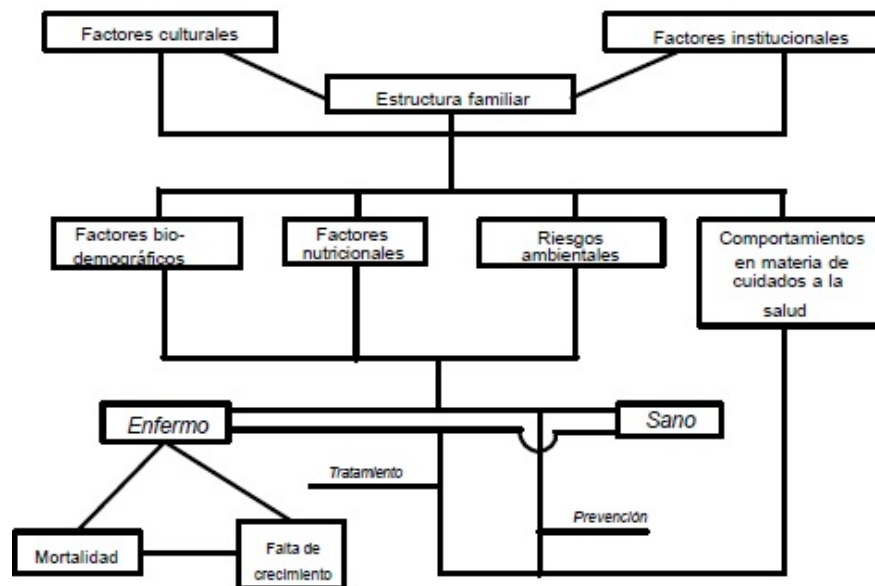 Factores culturales
Factores institucionales
Estructura familiar
Factores bio-
demográficos
Factores
nutricionales
Riesgos
ambientales
Comportamientos
en materia de
cuidados a la
salud
Enfermo
Sano
Tratamiento
Prevención
Mortalidad
Falta de
crecimiento